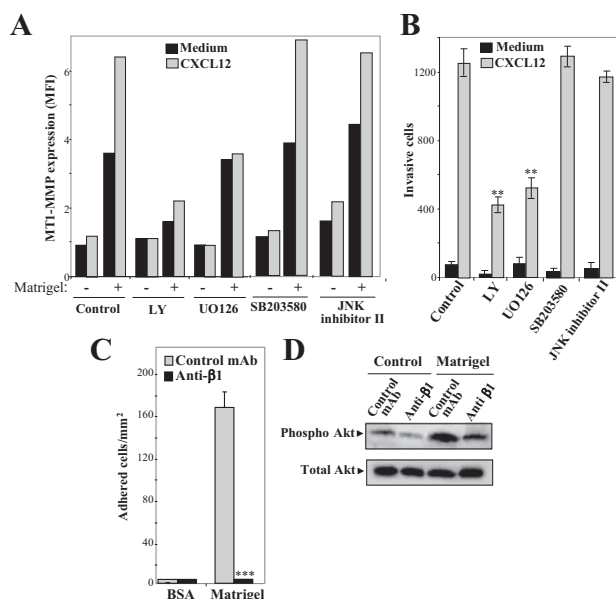 A
Medium
CXCL12
MT1-MMP expression (MFI)
6
4
2
0
Matrigel: - + - + - + - + - +
Control LY UO126 SB203580 JNK inhibitor II
B
Medium
CXCL12
Invasive cells
1200
800
400
0
**
**
Control
LY
UO126
SB203580
JNK inhibitor II
C
Control mAb
Anti-β1
Adhered cells/mm²
160
120
80
40
0
***
BSA Matrigel
D
Control Matrigel
Control mAb
Anti-β1
Control mAb
Anti β1
Phospho Akt
Total Akt